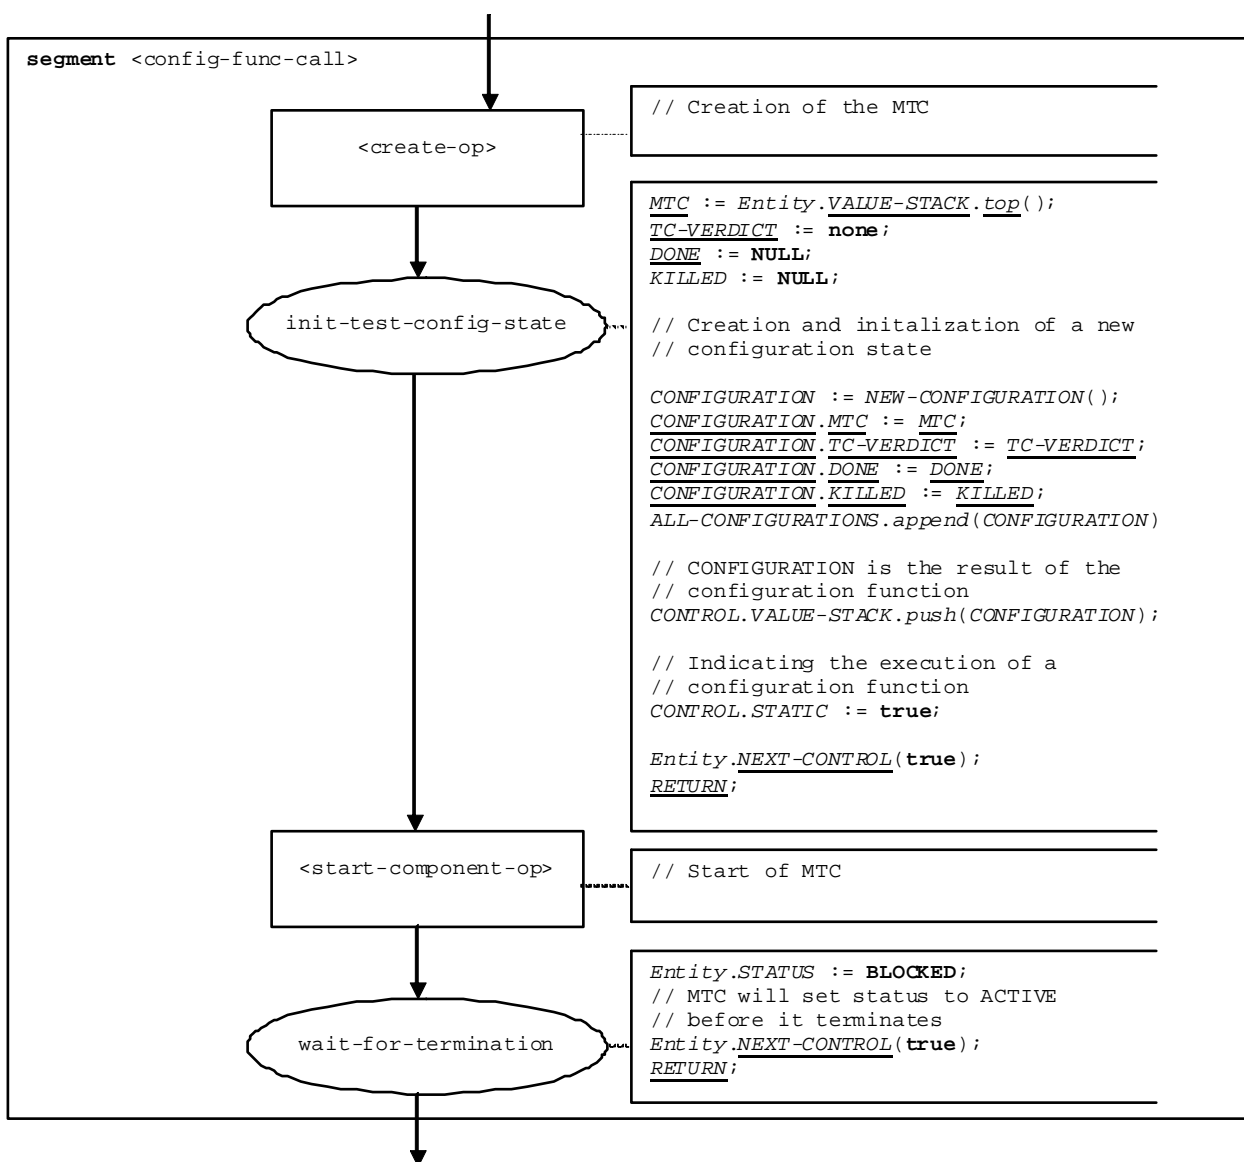 segment <config-func-call>
<create-op>
// Creation of the MTC
init-test-config-state
MTC := Entity.VALUE-STACK.top();
TC-VERDICT := none;
DONE := NULL;
KILLED := NULL;
// Creation and initalization of a new
// configuration state
CONFIGURATION := NEW-CONFIGURATION();
CONFIGURATION.MTC := MTC;
CONFIGURATION.TC-VERDICT := TC-VERDICT;
CONFIGURATION.DONE := DONE;
CONFIGURATION.KILLED := KILLED;
ALL-CONFIGURATIONS.append(CONFIGURATION)
// CONFIGURATION is the result of the
// configuration function
CONTROL.VALUE-STACK.push(CONFIGURATION);
// Indicating the execution of a
// configuration function
CONTROL.STATIC := true;
Entity.NEXT-CONTROL(true);
RETURN;
<start-component-op>
// Start of MTC
wait-for-termination
Entity.STATUS := BLOCKED;
// MTC will set status to ACTIVE
// before it terminates
Entity.NEXT-CONTROL(true);
RETURN;